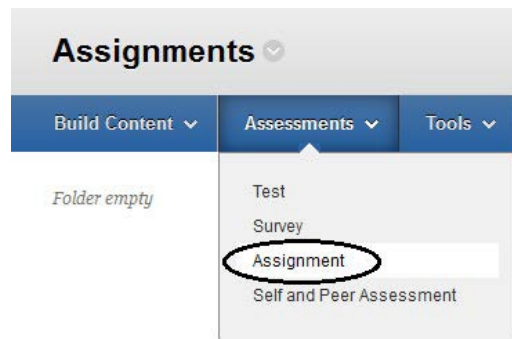 Assignments
Build Content
Assessments
Tools
Folder empty
Test
Survey
Assignment
Self and Peer Assessment